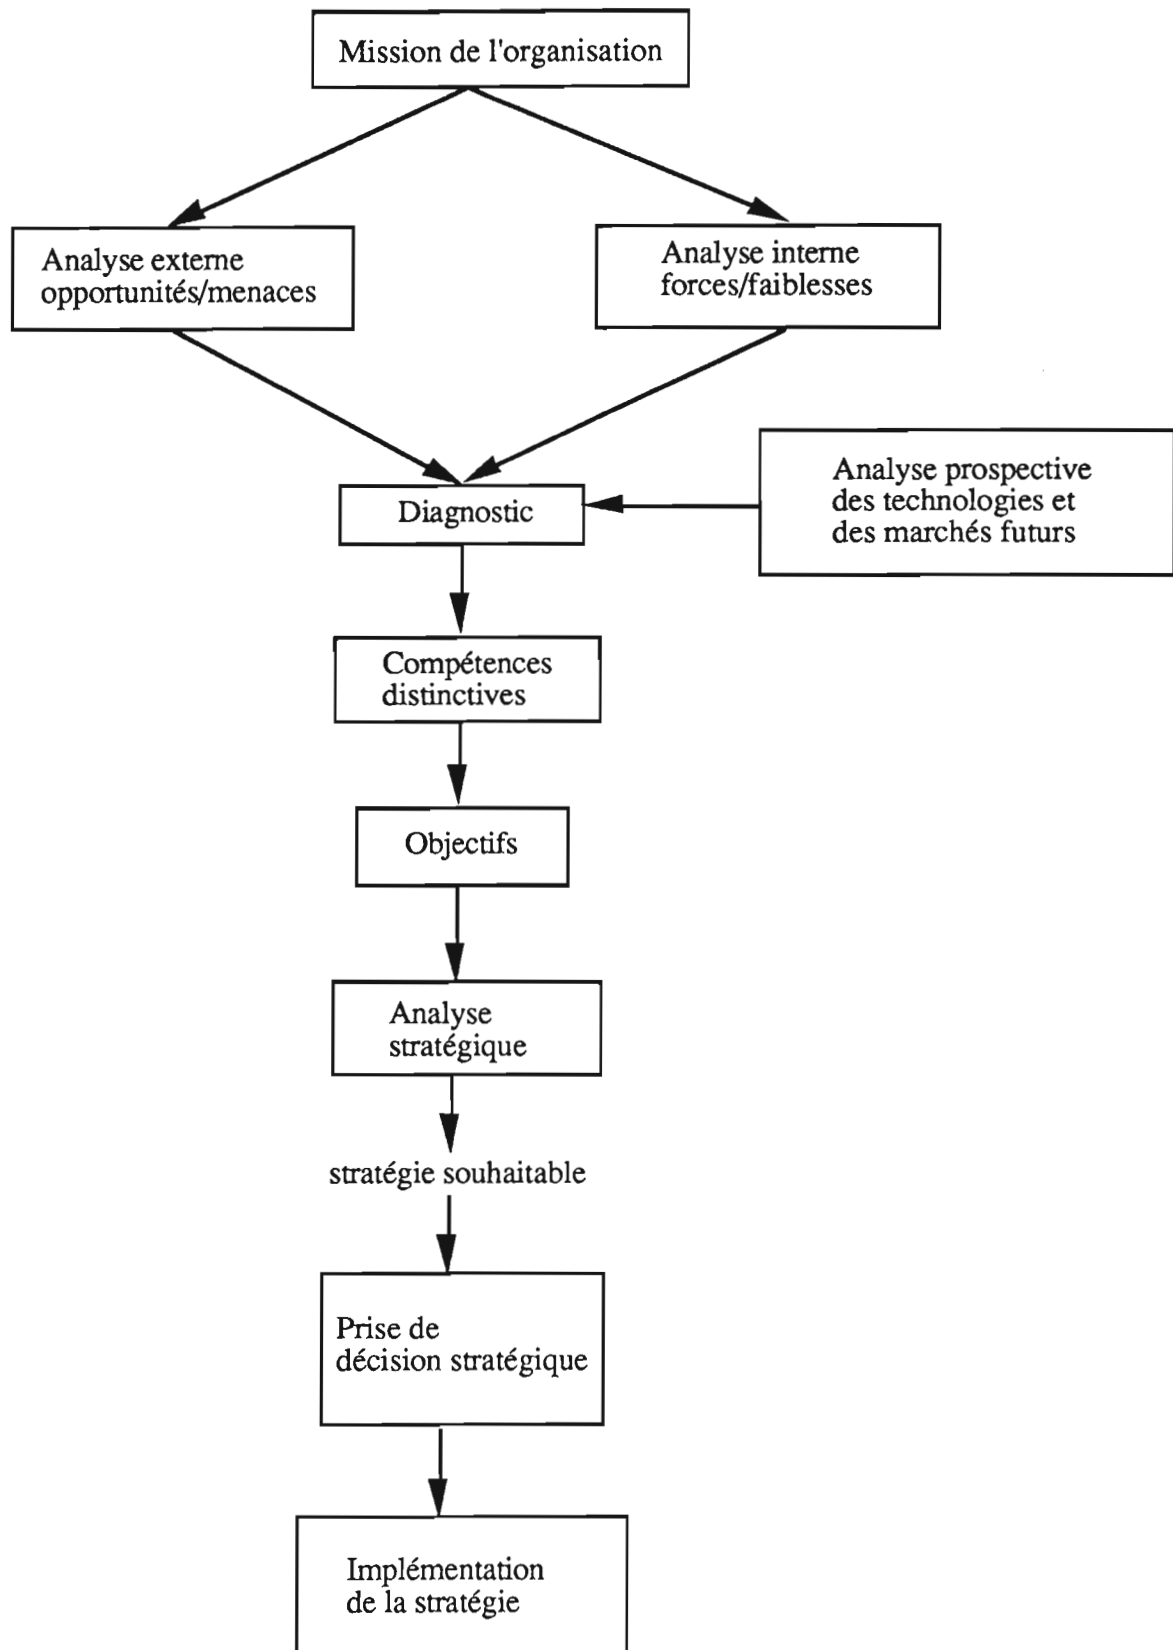 Mission de l'organisation
Analyse externe
opportunités/menaces
Analyse interne
forces/faiblesses
Analyse prospective
des technologies et
des marchés futurs
Diagnostic
Compétences
distinctives
Objectifs
Analyse
stratégique
stratégie souhaitable
Prise de
décision stratégique
Implémentation
de la stratégie